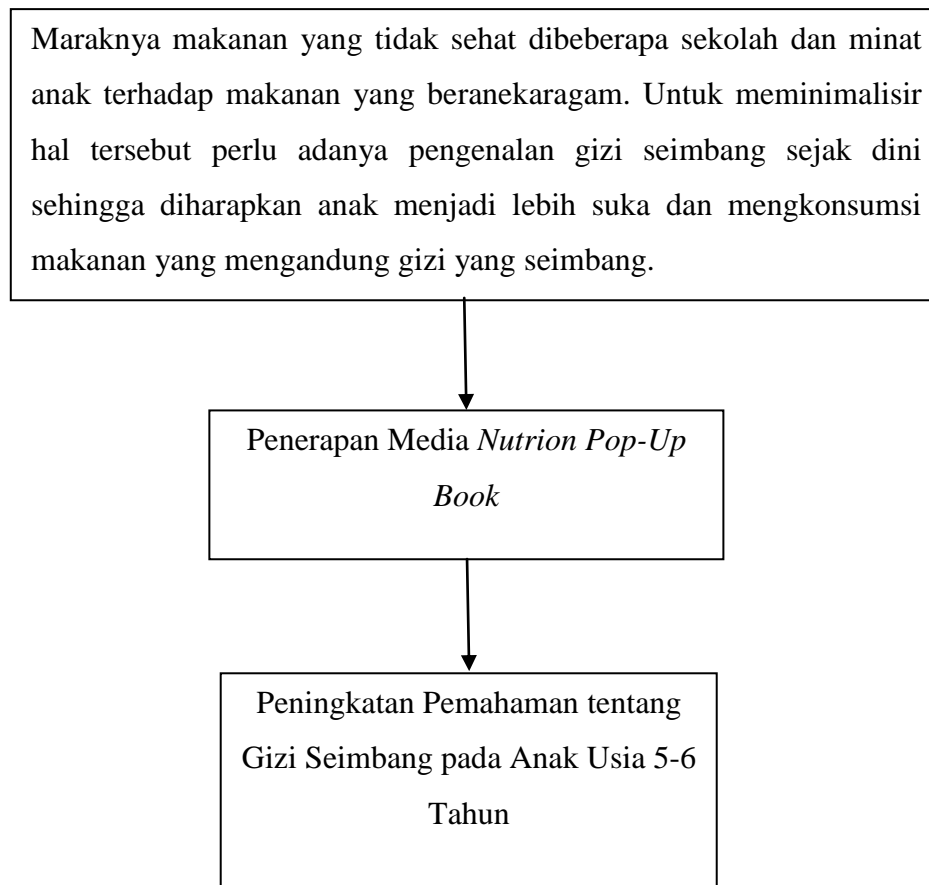 Maraknya makanan yang tidak sehat dibeberapa sekolah dan minat
anak terhadap makanan yang beranekaragam. Untuk meminimalisir
hal tersebut perlu adanya pengenalan gizi seimbang sejak dini
sehingga diharapkan anak menjadi lebih suka dan mengkonsumsi
makanan yang mengandung gizi yang seimbang.
Penerapan Media Nutrion Pop-Up
Book
Peningkatan Pemahaman tentang
Gizi Seimbang pada Anak Usia 5-6
Tahun